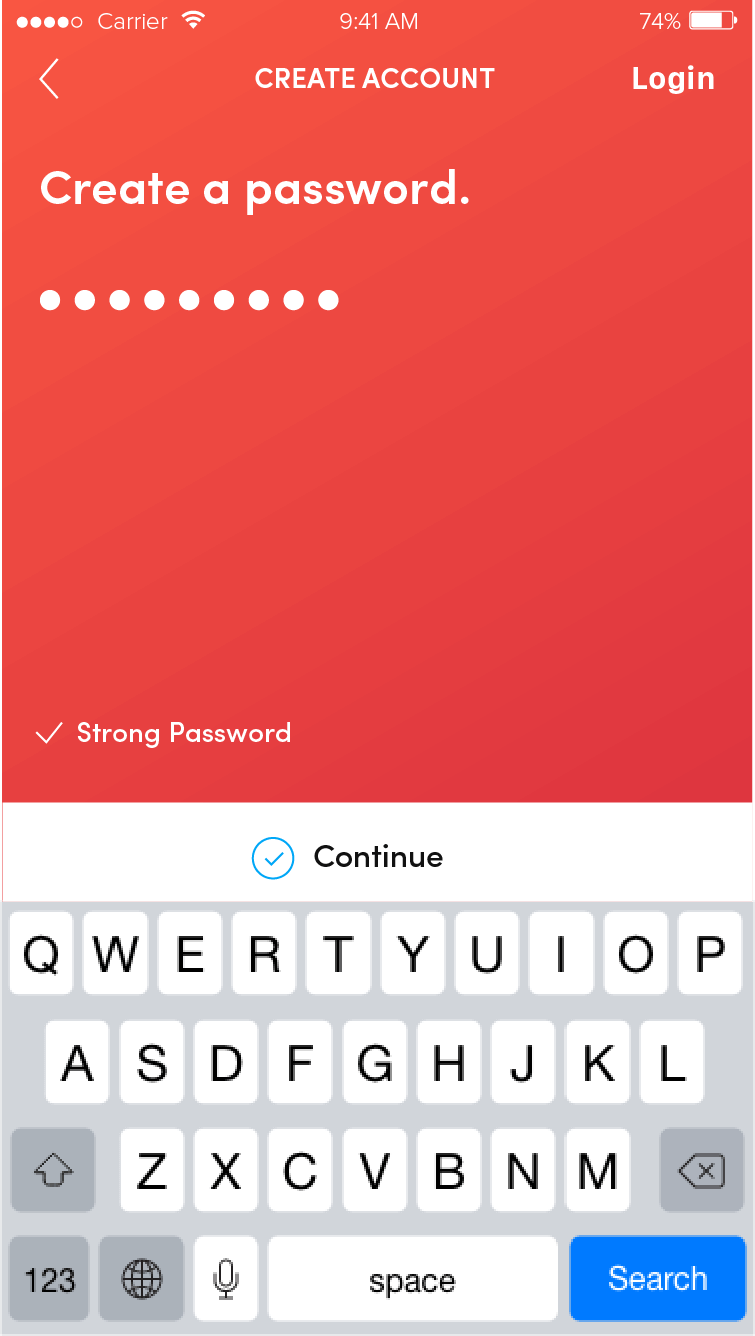 Carrier 9:41 AM 74%
CREATE ACCOUNT Login
Create a password.
Strong Password
Continue
Q W E R T Y U I O P
A S D F G H J K L
Z X C V B N M
123 space Search